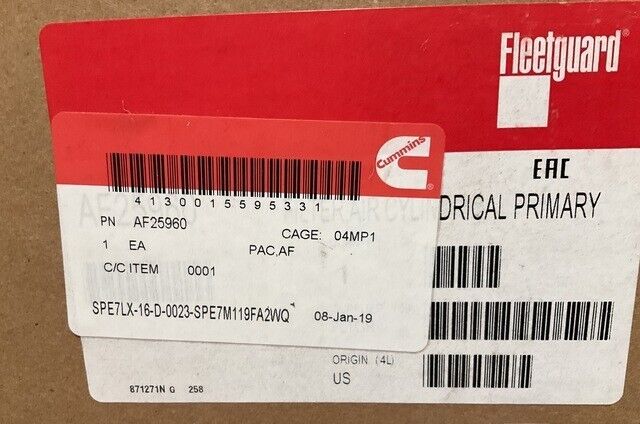 Fleetguard®
Cummins
4130015595331
EAC
PN AF25960
DRICAL PRIMARY
CAGE: 04MP1
1 EA
PAC,AF
C/C ITEM 0001
SPE7LX-16-D-0023-SPE7M119FA2WQ
08-Jan-19
ORIGIN (4L)
US
871271N G 258